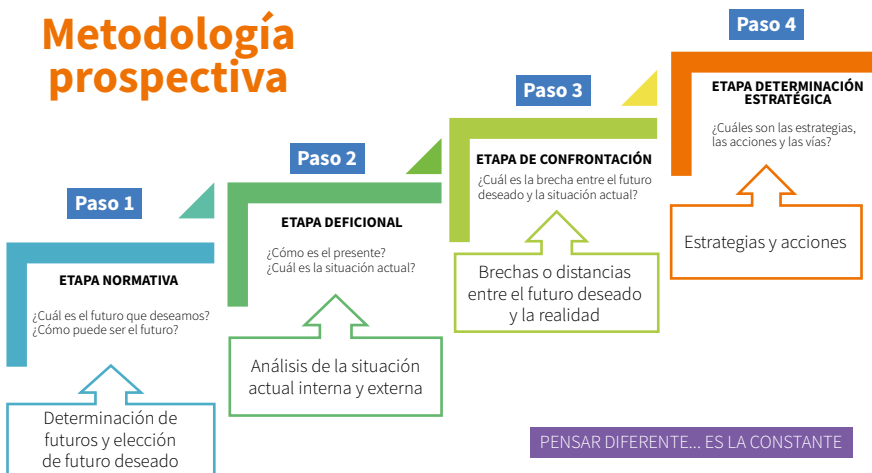 Metodología
prospectiva
Paso 1
ETAPA NORMATIVA
¿Cuál es el futuro que deseamos?
¿Cómo puede ser el futuro?
Determinación de
futuros y elección
de futuro deseado
Paso 2
ETAPA DEFICIONAL
¿Cómo es el presente?
¿Cuál es la situación actual?
Análisis de la situación
actual interna y externa
Paso 3
ETAPA DE CONFRONTACIÓN
¿Cuál es la brecha entre el futuro
deseado y la situación actual?
Brechas o distancias
entre el futuro deseado
y la realidad
Paso 4
ETAPA DETERMINACIÓN
ESTRATÉGICA
¿Cuáles son las estrategias,
las acciones y las vías?
Estrategias y acciones
PENSAR DIFERENTE... ES LA CONSTANTE